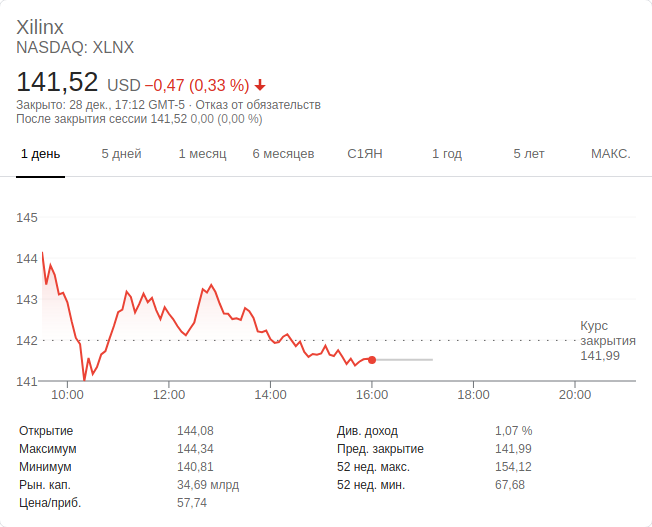 Xilinx
NASDAQ: XLNX
141,52 USD −0,47 (0,33 %)
Закрыто: 28 дек., 17:12 GMT-5 · Отказ от обязательств
После закрытия сессии 141,52 0,00 (0,00 %)
1 день 5 дней 1 месяц 6 месяцев С1ЯН 1 год 5 лет МАКС.
145
144
143
142
141
Курс
закрытия
141,99
10:00 12:00 14:00 16:00 18:00 20:00
Открытие 144,08 Див. доход 1,07 %
Максимум 144,34 Пред. закрытие 141,99
Минимум 140,81 52 нед. макс. 154,12
Рын. кап. 34,69 млрд 52 нед. мин. 67,68
Цена/приб. 57,74